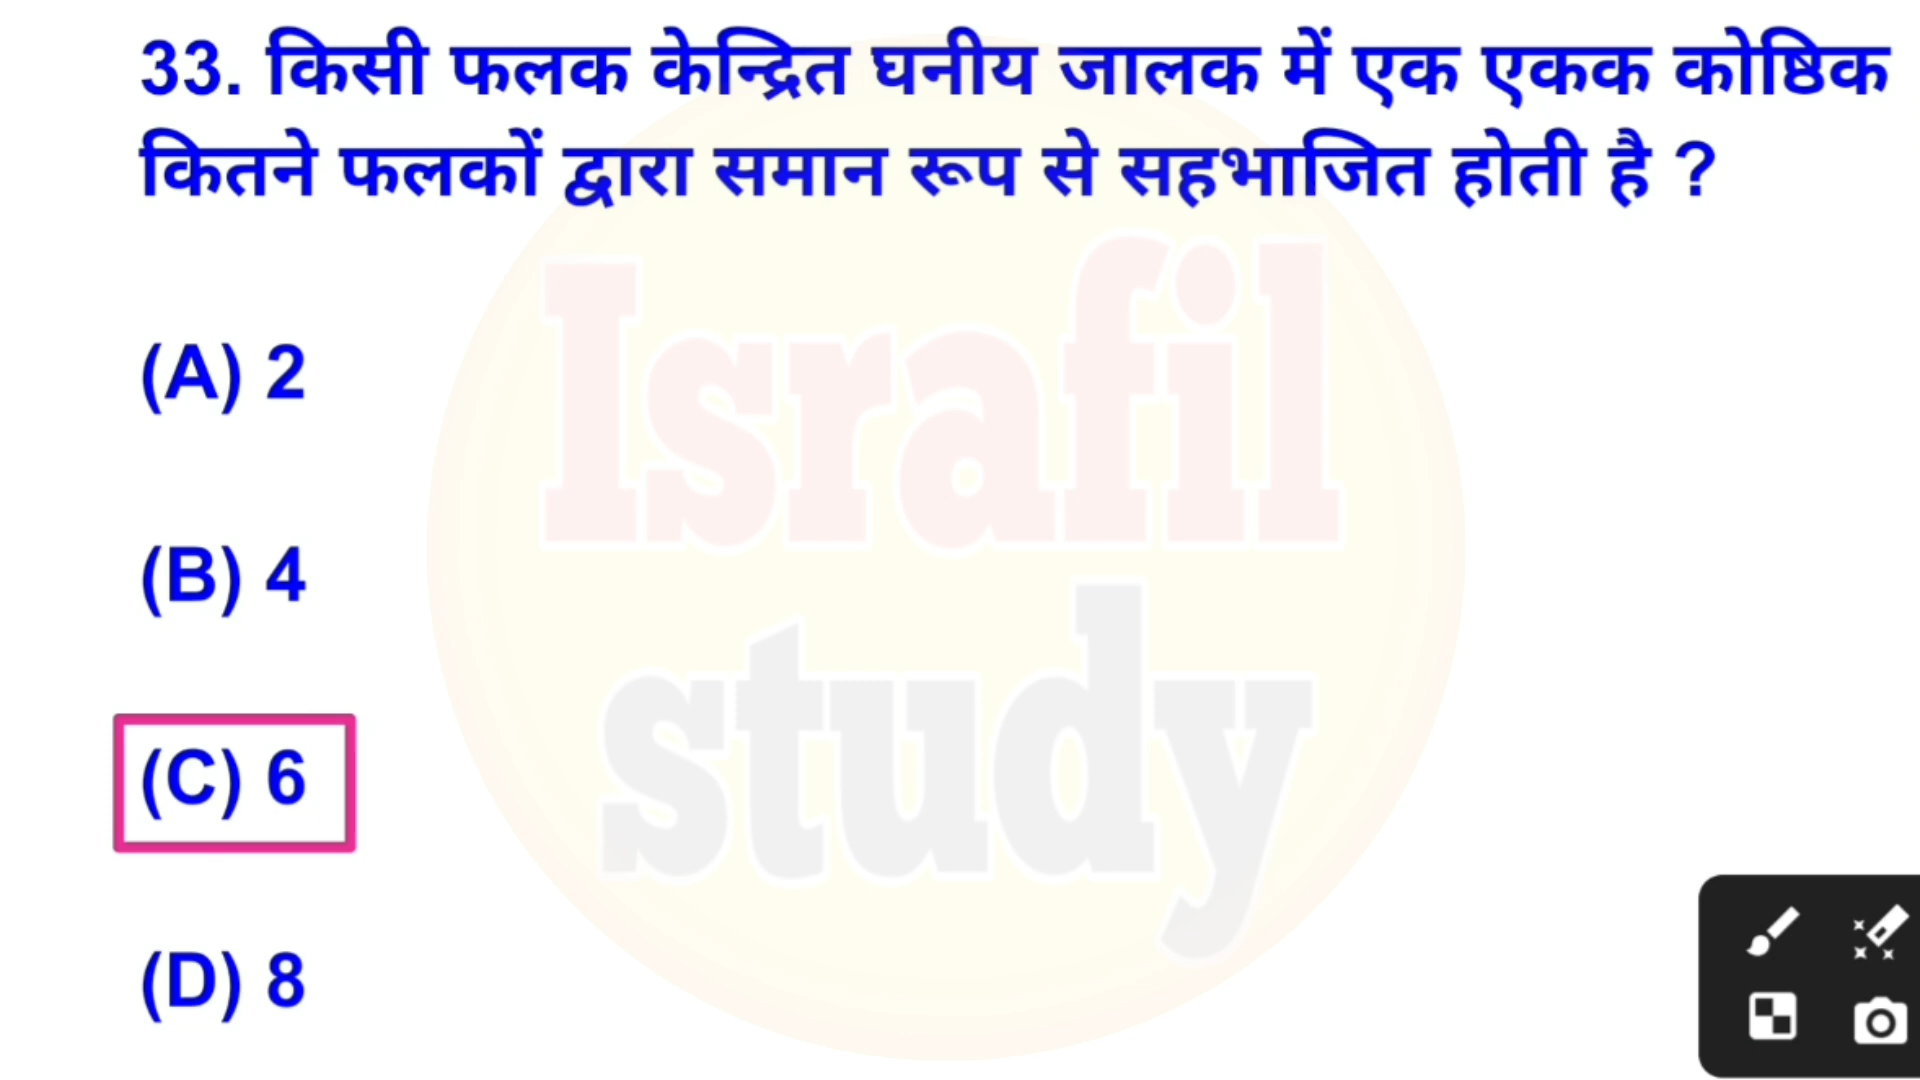 33. किसी फलक केन्द्रित घनीय जालक में एक एकक कोष्ठिक
कितने फलकों द्वारा समान रूप से सहभाजित होती है ?
(A) 2
(B) 4
(C) 6
(D) 8
Israfil
study